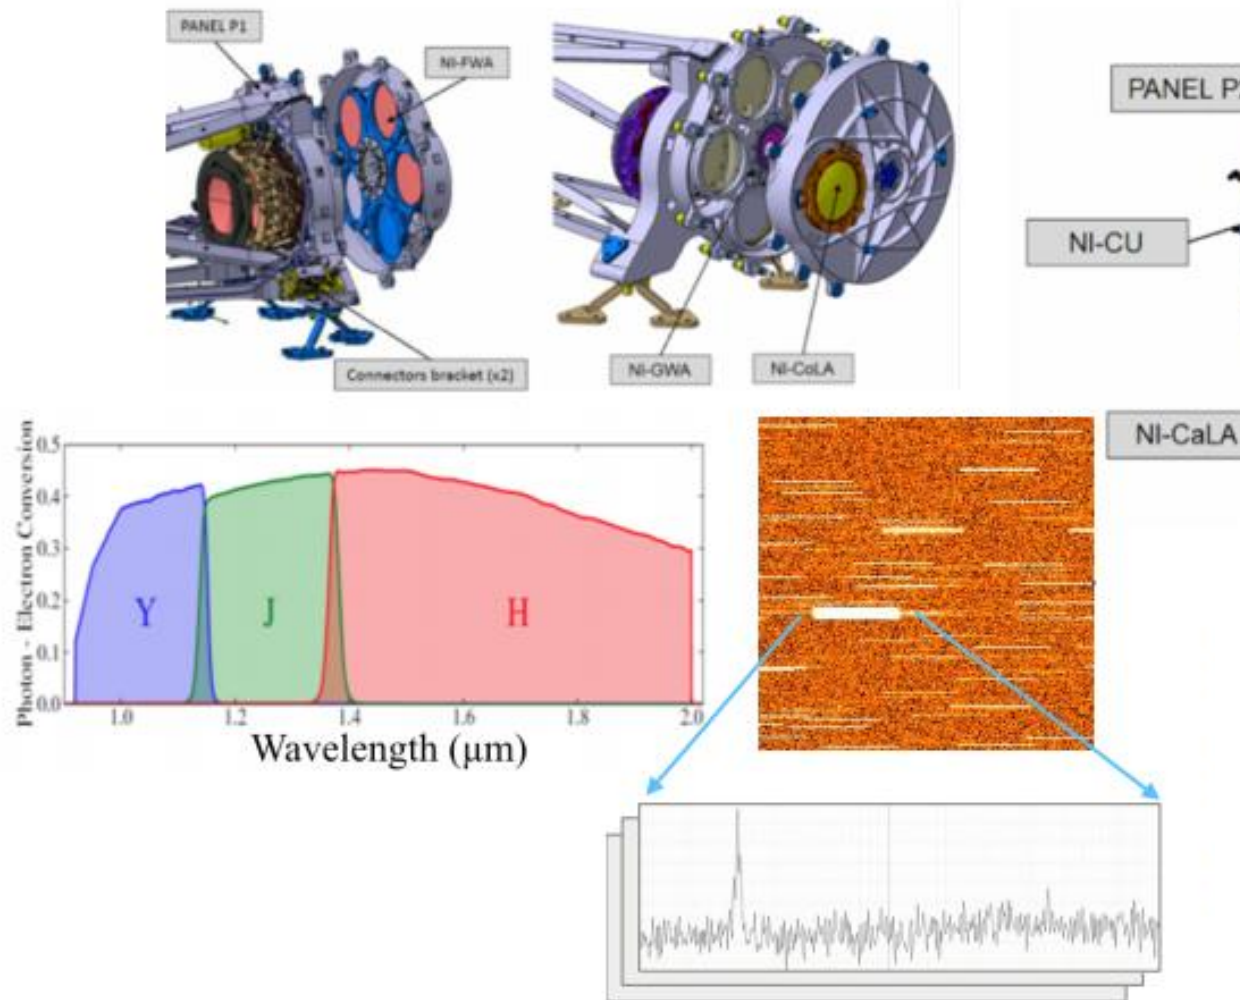 PANEL P1
NI-FWA
Connectors bracket (x2)
NI-GWA
NI-CoLA
PANEL P
NI-CU
NI-CaLA
Photon - Electron Conversion
0.5
0.4
0.3
0.2
0.1
0.0
Y
J
H
1.0
1.2
1.4
1.6
1.8
2.0
Wavelength (µm)